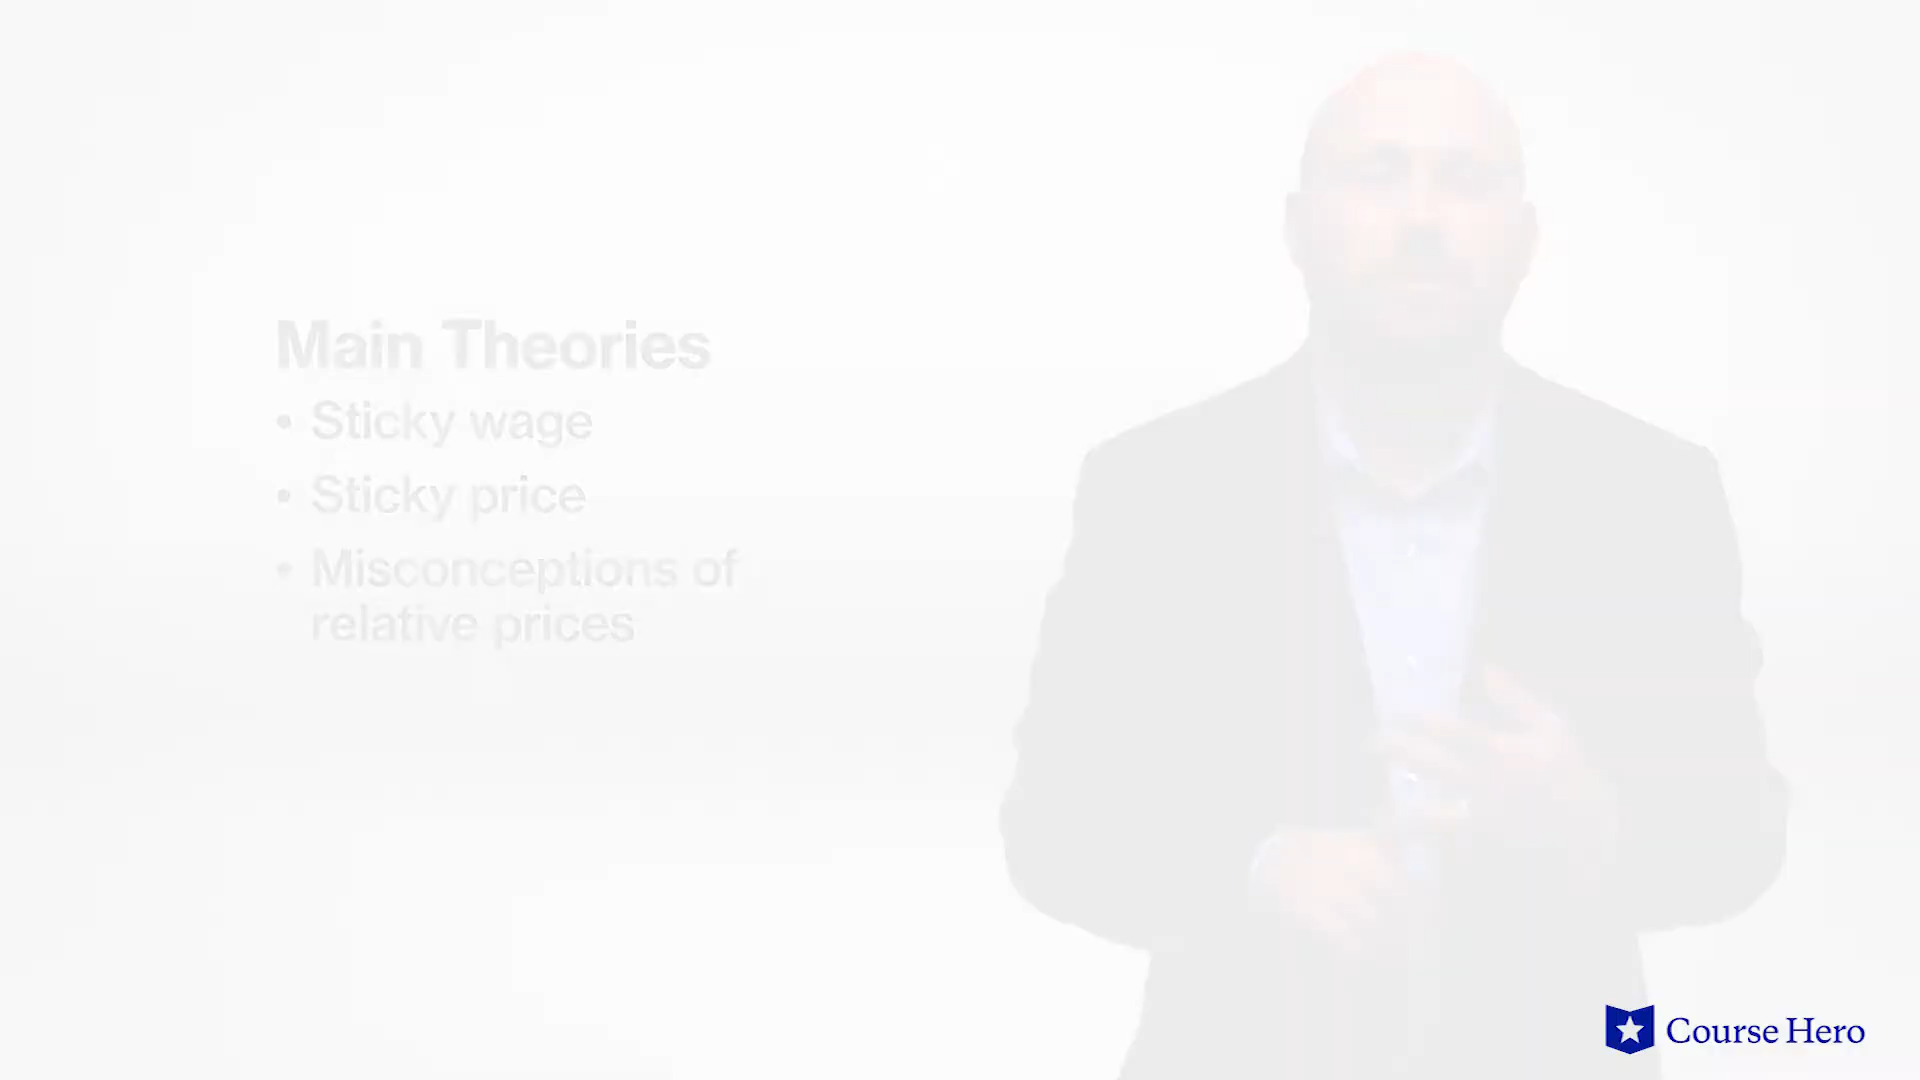 Main Theories
• Sticky wage
• Sticky price
• Misconceptions of
relative prices
Course Hero